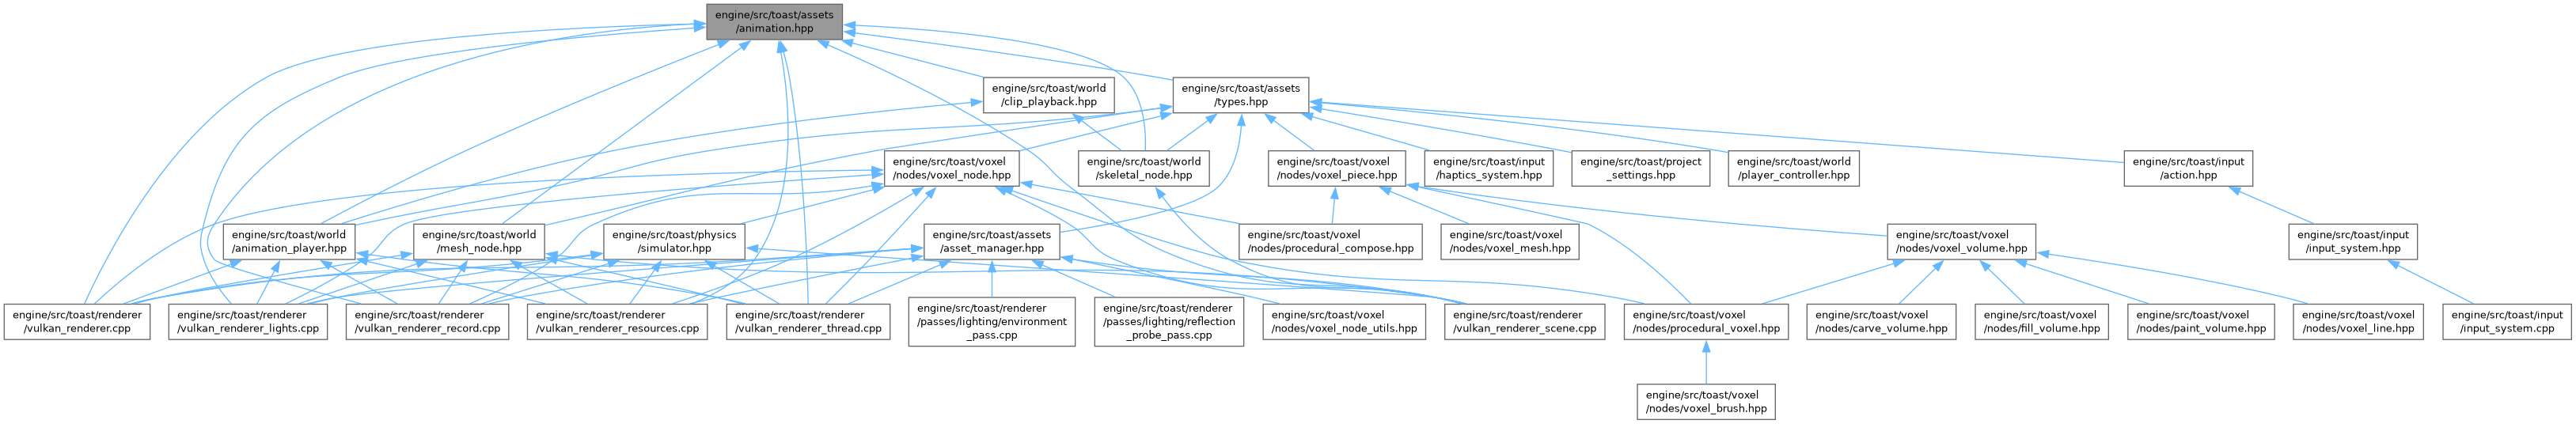 engine/src/toast/assets
/animation.hpp
engine/src/toast/world
/clip_playback.hpp
engine/src/toast/assets
/types.hpp
engine/src/toast/voxel
/nodes/voxel_node.hpp
engine/src/toast/world
/skeletal_node.hpp
engine/src/toast/voxel
/nodes/voxel_piece.hpp
engine/src/toast/input
/haptics_system.hpp
engine/src/toast/project
_settings.hpp
engine/src/toast/world
/player_controller.hpp
engine/src/toast/input
/action.hpp
engine/src/toast/world
/animation_player.hpp
engine/src/toast/world
/mesh_node.hpp
engine/src/toast/physics
/simulator.hpp
engine/src/toast/assets
/asset_manager.hpp
engine/src/toast/voxel
/nodes/procedural_compose.hpp
engine/src/toast/voxel
/nodes/voxel_mesh.hpp
engine/src/toast/voxel
/nodes/voxel_volume.hpp
engine/src/toast/input
/input_system.hpp
engine/src/toast/renderer
/vulkan_renderer.cpp
engine/src/toast/renderer
/vulkan_renderer_lights.cpp
engine/src/toast/renderer
/vulkan_renderer_record.cpp
engine/src/toast/renderer
/vulkan_renderer_resources.cpp
engine/src/toast/renderer
/vulkan_renderer_thread.cpp
engine/src/toast/renderer
/passes/lighting/environment
_pass.cpp
engine/src/toast/renderer
/passes/lighting/reflection
_probe_pass.cpp
engine/src/toast/voxel
/nodes/voxel_node_utils.hpp
engine/src/toast/renderer
/vulkan_renderer_scene.cpp
engine/src/toast/voxel
/nodes/procedural_voxel.hpp
engine/src/toast/voxel
/nodes/carve_volume.hpp
engine/src/toast/voxel
/nodes/fill_volume.hpp
engine/src/toast/voxel
/nodes/paint_volume.hpp
engine/src/toast/voxel
/nodes/voxel_line.hpp
engine/src/toast/input
/input_system.cpp
engine/src/toast/voxel
/nodes/voxel_brush.hpp